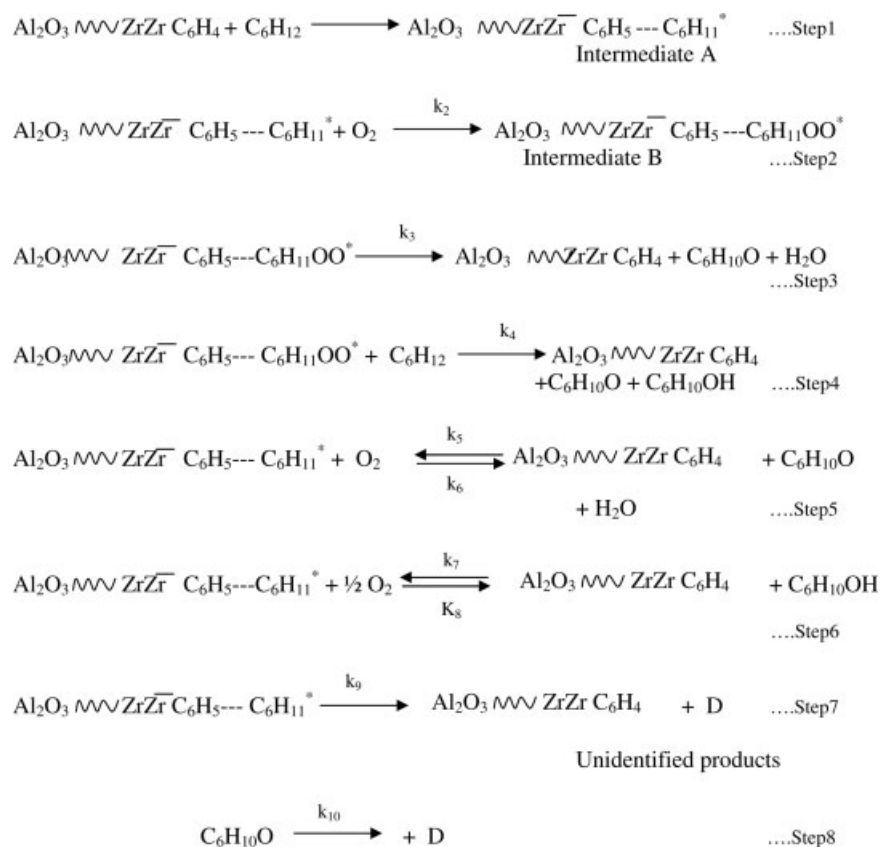 Al₂O₃ ZrZr C₆H₄ + C₆H₁₂ ⟶ Al₂O₃ ZrZr̅ C₆H₅ --- C₆H₁₁* ....Step1
Intermediate A
k₂
Al₂O₃ ZrZr̅ C₆H₅ --- C₆H₁₁* + O₂ ⟶ Al₂O₃ ZrZr̅ C₆H₅ ---C₆H₁₁OO*
Intermediate B ....Step2
k₃
Al₂O₃ ZrZr̅ C₆H₅---C₆H₁₁OO* ⟶ Al₂O₃ ZrZr C₆H₄ + C₆H₁₀O + H₂O
....Step3
k₄
Al₂O₃ ZrZr̅ C₆H₅--- C₆H₁₁OO* + C₆H₁₂ ⟶ Al₂O₃ ZrZr C₆H₄
+C₆H₁₀O + C₆H₁₀OH ....Step4
k₅
Al₂O₃ ZrZr̅ C₆H₅--- C₆H₁₁* + O₂ ⇄ Al₂O₃ ZrZr C₆H₄ + C₆H₁₀O
k₆
+ H₂O ....Step5
k₇
Al₂O₃ ZrZr̅ C₆H₅---C₆H₁₁* + ½ O₂ ⇄ Al₂O₃ ZrZr C₆H₄ + C₆H₁₀OH
K₈
....Step6
k₉
Al₂O₃ ZrZr̅ C₆H₅--- C₆H₁₁* ⟶ Al₂O₃ ZrZr C₆H₄ + D ....Step7
Unidentified products
k₁₀
C₆H₁₀O ⟶ + D ....Step8